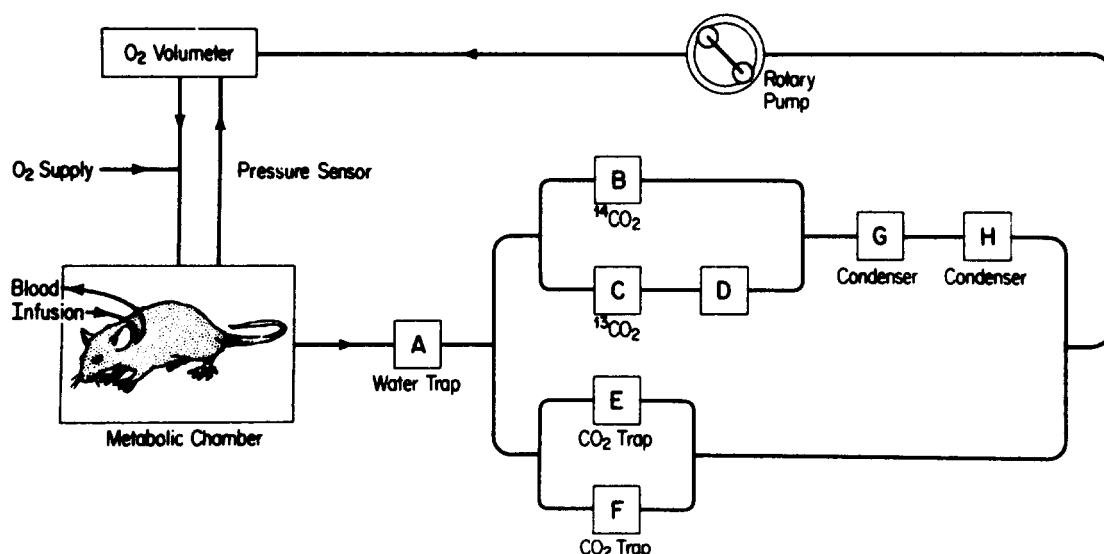 O₂ Volumeter
Rotary
Pump
O₂ Supply
Pressure Sensor
B
¹⁴CO₂
G
Condenser
H
Condenser
Blood
Infusion
C
¹³CO₂
D
A
Water Trap
Metabolic Chamber
E
CO₂ Trap
F
CO₂ Trap